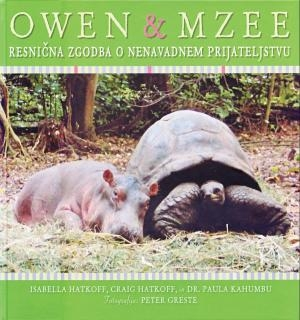 OWEN & MZEE
RESNIČNA ZGODBA O NENAVADNEM PRIJATELJSTVU
ISABELLA HATKOFF, CRAIG HATKOFF, in DR. PAULA KAHUMBU
Fotografije: PETER GRESTE